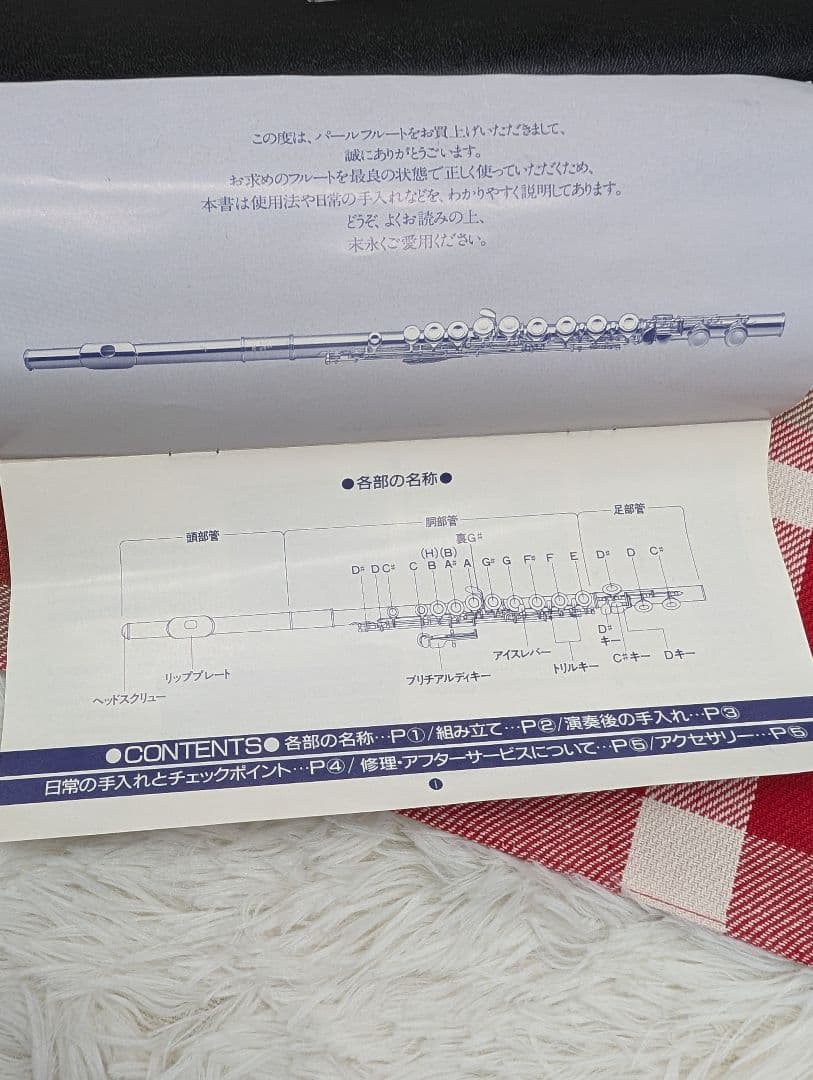 この度は、パールフルートをお買上げいただきまして、
誠にありがとうございます。
お求めのフルートを最良の状態で正しく使っていただくため、
本書は使用法や日常の手入れなどを、わかりやすく説明してあります。
どうぞ、よくお読みの上、
末永くご愛用ください。
●各部の名称●
頭部管 胴部管 足部管
裏G♯
(H)(B)
D♯ D C♯ C B A♯ A G♯ G F♯ F E D♯ D C♯
ヘッドスクリュー リッププレート ブリチアルディキー アイスレバー トリルキー D♯キー C♯キー Dキー
●CONTENTS●各部の名称…P①/組み立て…P②/演奏後の手入れ…P③
日常の手入れとチェックポイント…P④/修理・アフターサービスについて…P⑤/アクセサリー…P⑥
1